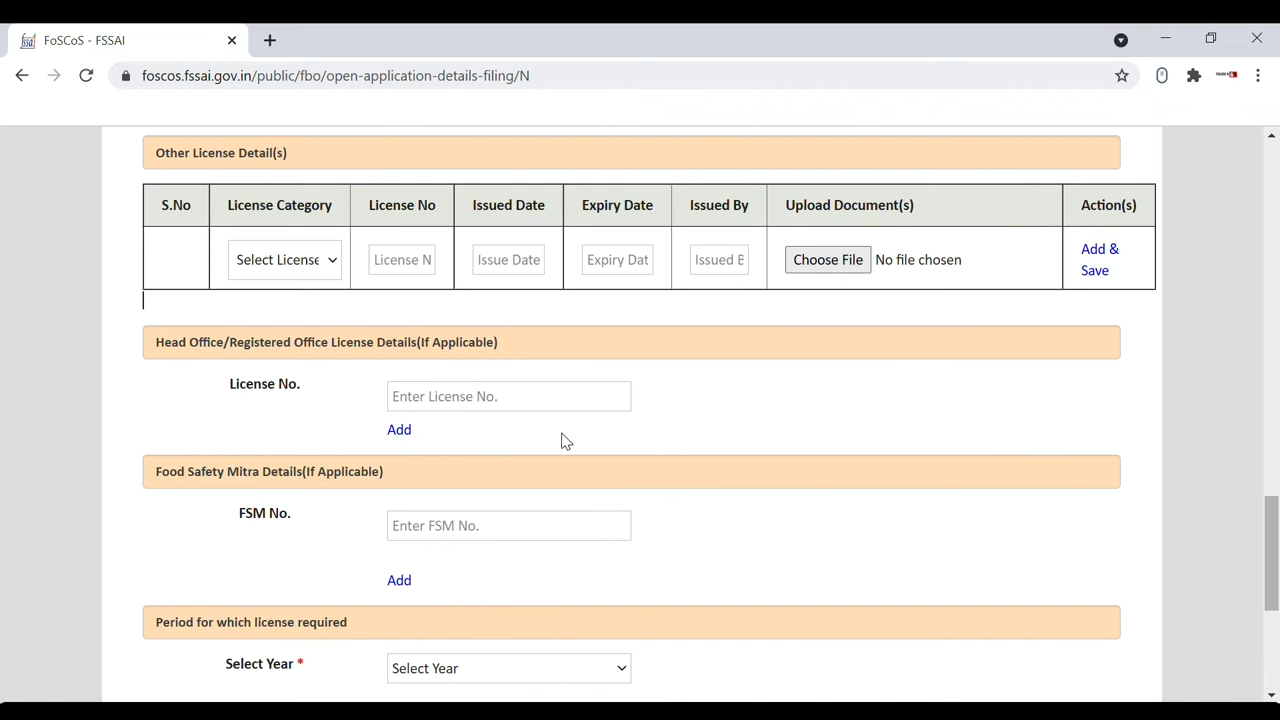 FoSCoS - FSSAI
foscos.fssai.gov.in/public/fbo/open-application-details-filing/N
Other License Detail(s)
S.No License Category License No Issued Date Expiry Date Issued By Upload Document(s) Action(s)
Select License License N Issue Date Expiry Dat Issued B Choose File No file chosen Add & Save
Head Office/Registered Office License Details(If Applicable)
License No.
Enter License No.
Add
Food Safety Mitra Details(If Applicable)
FSM No.
Enter FSM No.
Add
Period for which license required
Select Year * Select Year